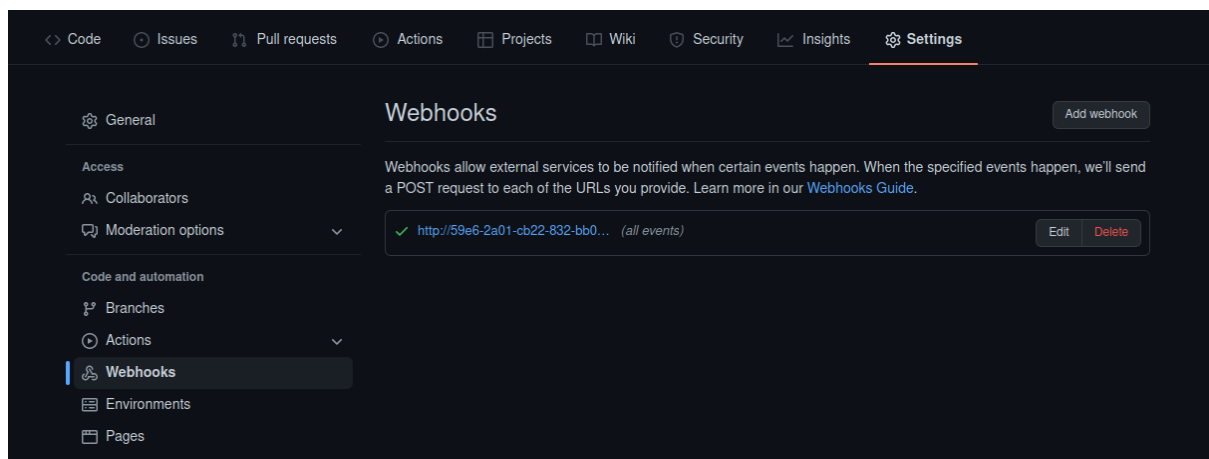 Code Issues Pull requests Actions Projects Wiki Security Insights Settings
General
Access
Collaborators
Moderation options
Code and automation
Branches
Actions
Webhooks
Environments
Pages
Webhooks
Add webhook
Webhooks allow external services to be notified when certain events happen. When the specified events happen, we’ll send
a POST request to each of the URLs you provide. Learn more in our Webhooks Guide.
http://59e6-2a01-cb22-832-bb0... (all events)
Edit Delete